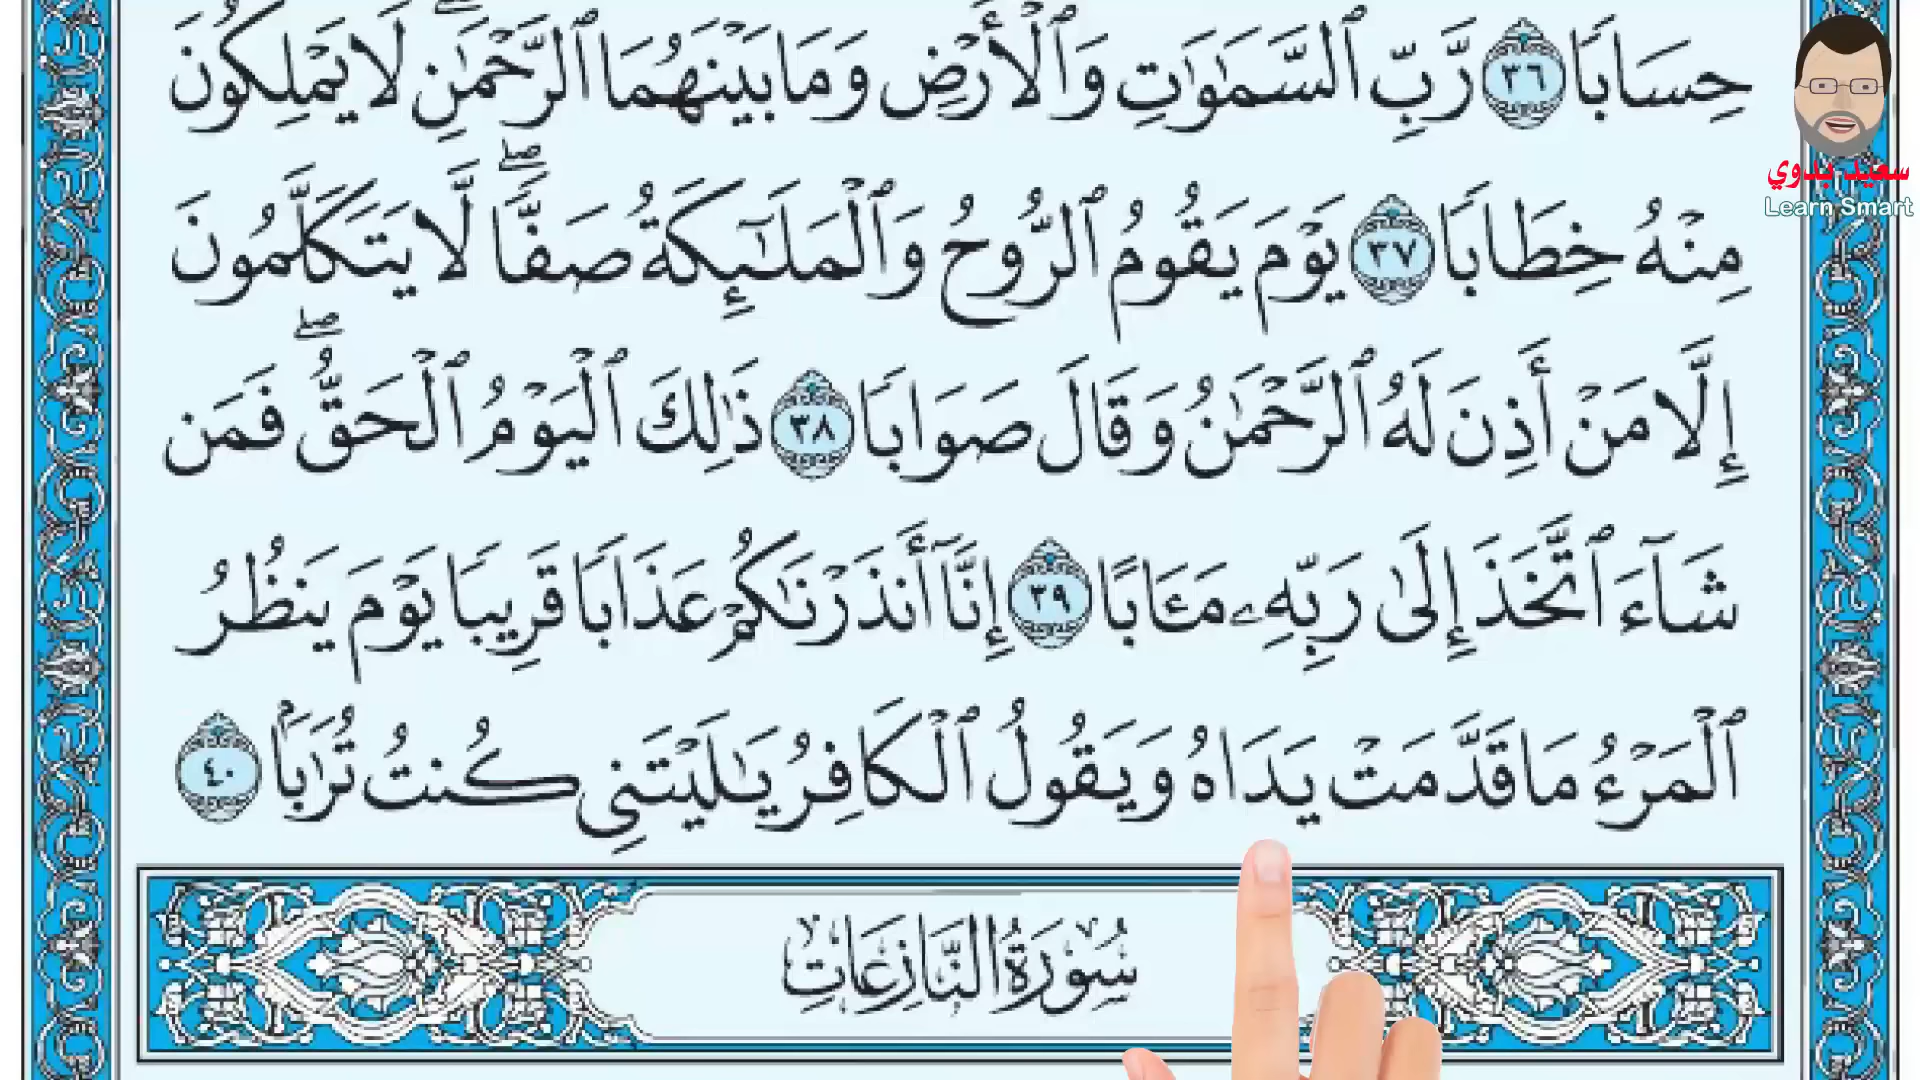 حِسَابًا ٣٦ رَّبِّ ٱلسَّمَٰوَٰتِ وَٱلْأَرْضِ وَمَا بَيْنَهُمَا ٱلرَّحْمَٰنِ ۖ لَا يَمْلِكُونَ
مِنْهُ خِطَابًا ٣٧ يَوْمَ يَقُومُ ٱلرُّوحُ وَٱلْمَلَٰٓئِكَةُ صَفًّا ۖ لَّا يَتَكَلَّمُونَ
إِلَّا مَنْ أَذِنَ لَهُ ٱلرَّحْمَٰنُ وَقَالَ صَوَابًا ٣٨ ذَٰلِكَ ٱلْيَوْمُ ٱلْحَقُّ ۖ فَمَن
شَآءَ ٱتَّخَذَ إِلَىٰ رَبِّهِۦ مَـَٔابًا ٣٩ إِنَّآ أَنذَرْنَٰكُمْ عَذَابًا قَرِيبًا يَوْمَ يَنظُرُ
ٱلْمَرْءُ مَا قَدَّمَتْ يَدَاهُ وَيَقُولُ ٱلْكَافِرُ يَٰلَيْتَنِى كُنتُ تُرَٰبًۢا ٤٠
سُورَةُ النَّازِعَاتِ
سعيد بدوي
Learn Smart